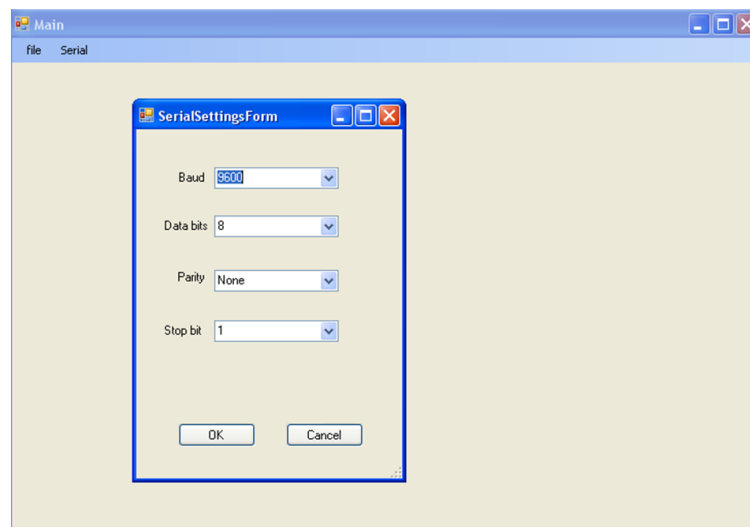 Main
file Serial
SerialSettingsForm
Baud 9600
Data bits 8
Parity None
Stop bit 1
OK Cancel